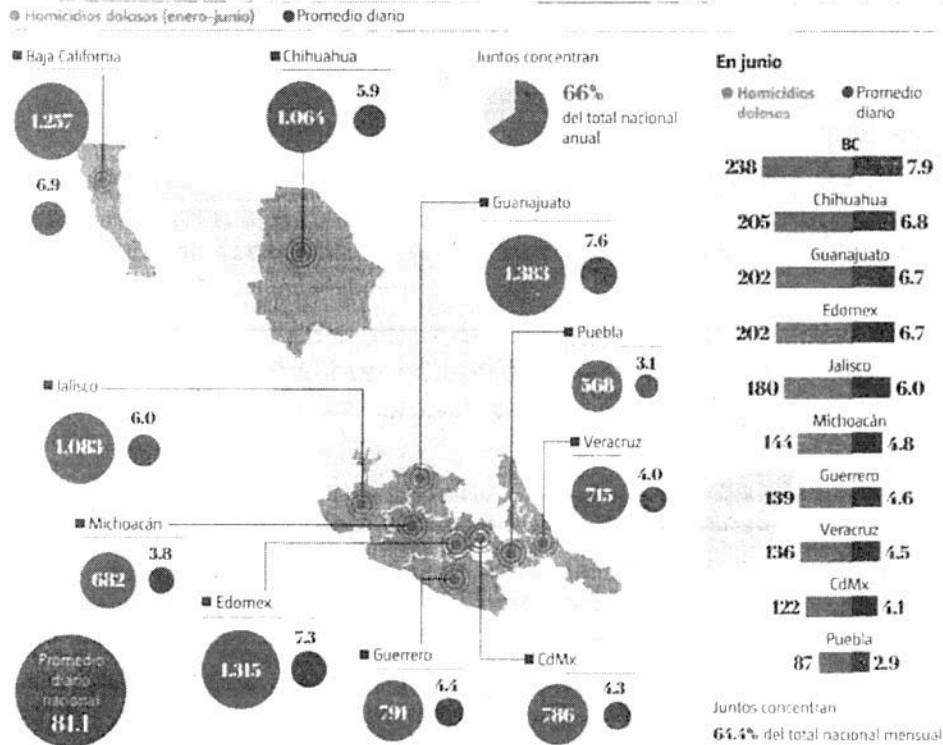 Homicidios dolosos (enero-junio) Promedio diario
Baja California
1.257
6.9
Chihuahua
1.064
5.9
Juntos concentran
66%
del total nacional
anual
Guanajuato
1.383
7.6
Puebla
568
3.1
Jalisco
1.083
6.0
Veracruz
715
4.0
Michoacán
682
3.8
Edomex
1.315
7.3
Guerrero
791
4.4
CdMx
786
4.3
Promedio
diario
nacional
81.1
En junio
Homicidios
dolosos
Promedio
diario
BC
238 7.9
Chihuahua
205 6.8
Guanajuato
202 6.7
Edomex
202 6.7
Jalisco
180 6.0
Michoacán
144 4.8
Guerrero
139 4.6
Veracruz
136 4.5
CdMx
122 4.1
Puebla
87 2.9
Juntos concentran
64.4% del total nacional mensual